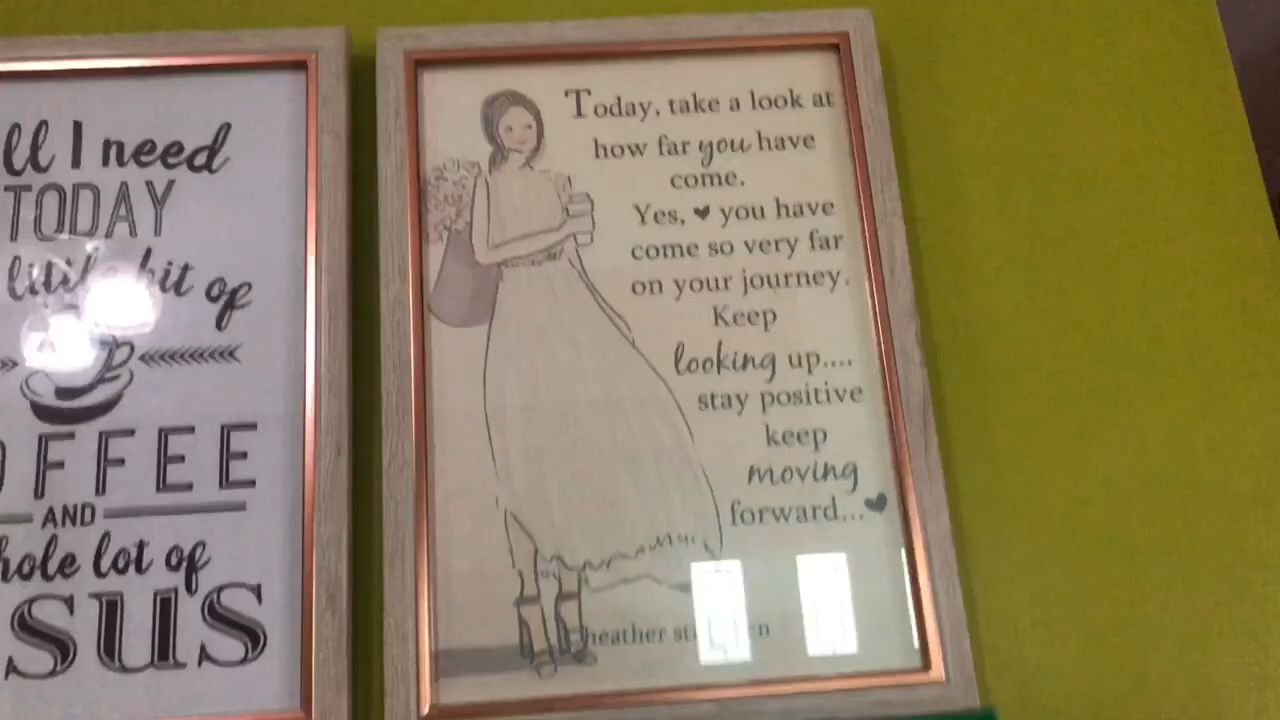 ll I need
TODAY
little bit of
OFFEE
AND
hole lot of
SUS
Today, take a look at
how far you have
come.
Yes, ♥ you have
come so very far
on your journey.
Keep
looking up....
stay positive
keep
moving
forward...♥
heather